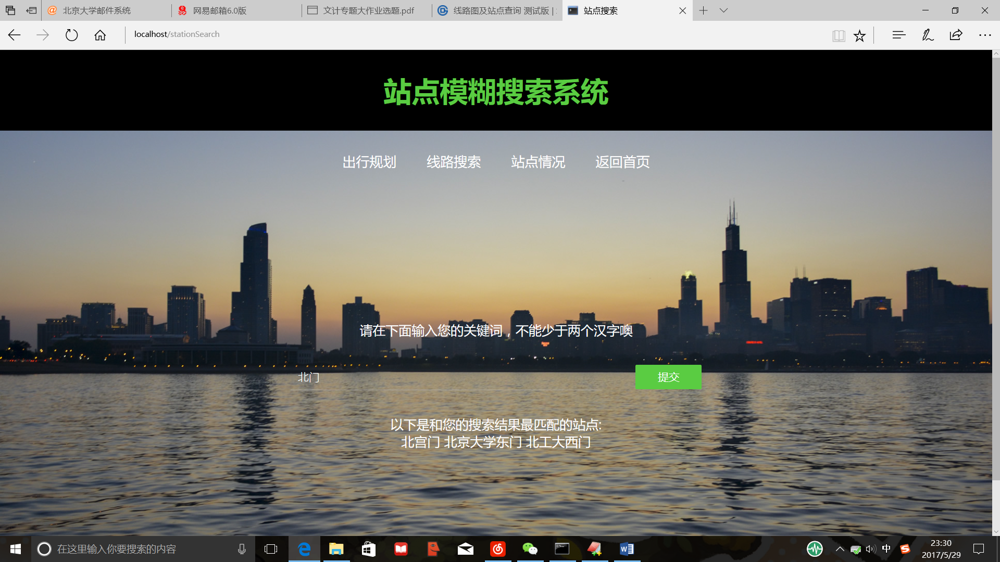 北京大学邮件系统
网易邮箱6.0版
文计专题大作业选题.pdf
线路图及站点查询 测试版 |
站点搜索
localhost/stationSearch
站点模糊搜索系统
出行规划 线路搜索 站点情况 返回首页
请在下面输入您的关键词，不能少于两个汉字噢
北门
提交
以下是和您的搜索结果最匹配的站点:
北宫门 北京大学东门 北工大西门
在这里输入你要搜索的内容
中
23:30
2017/5/29